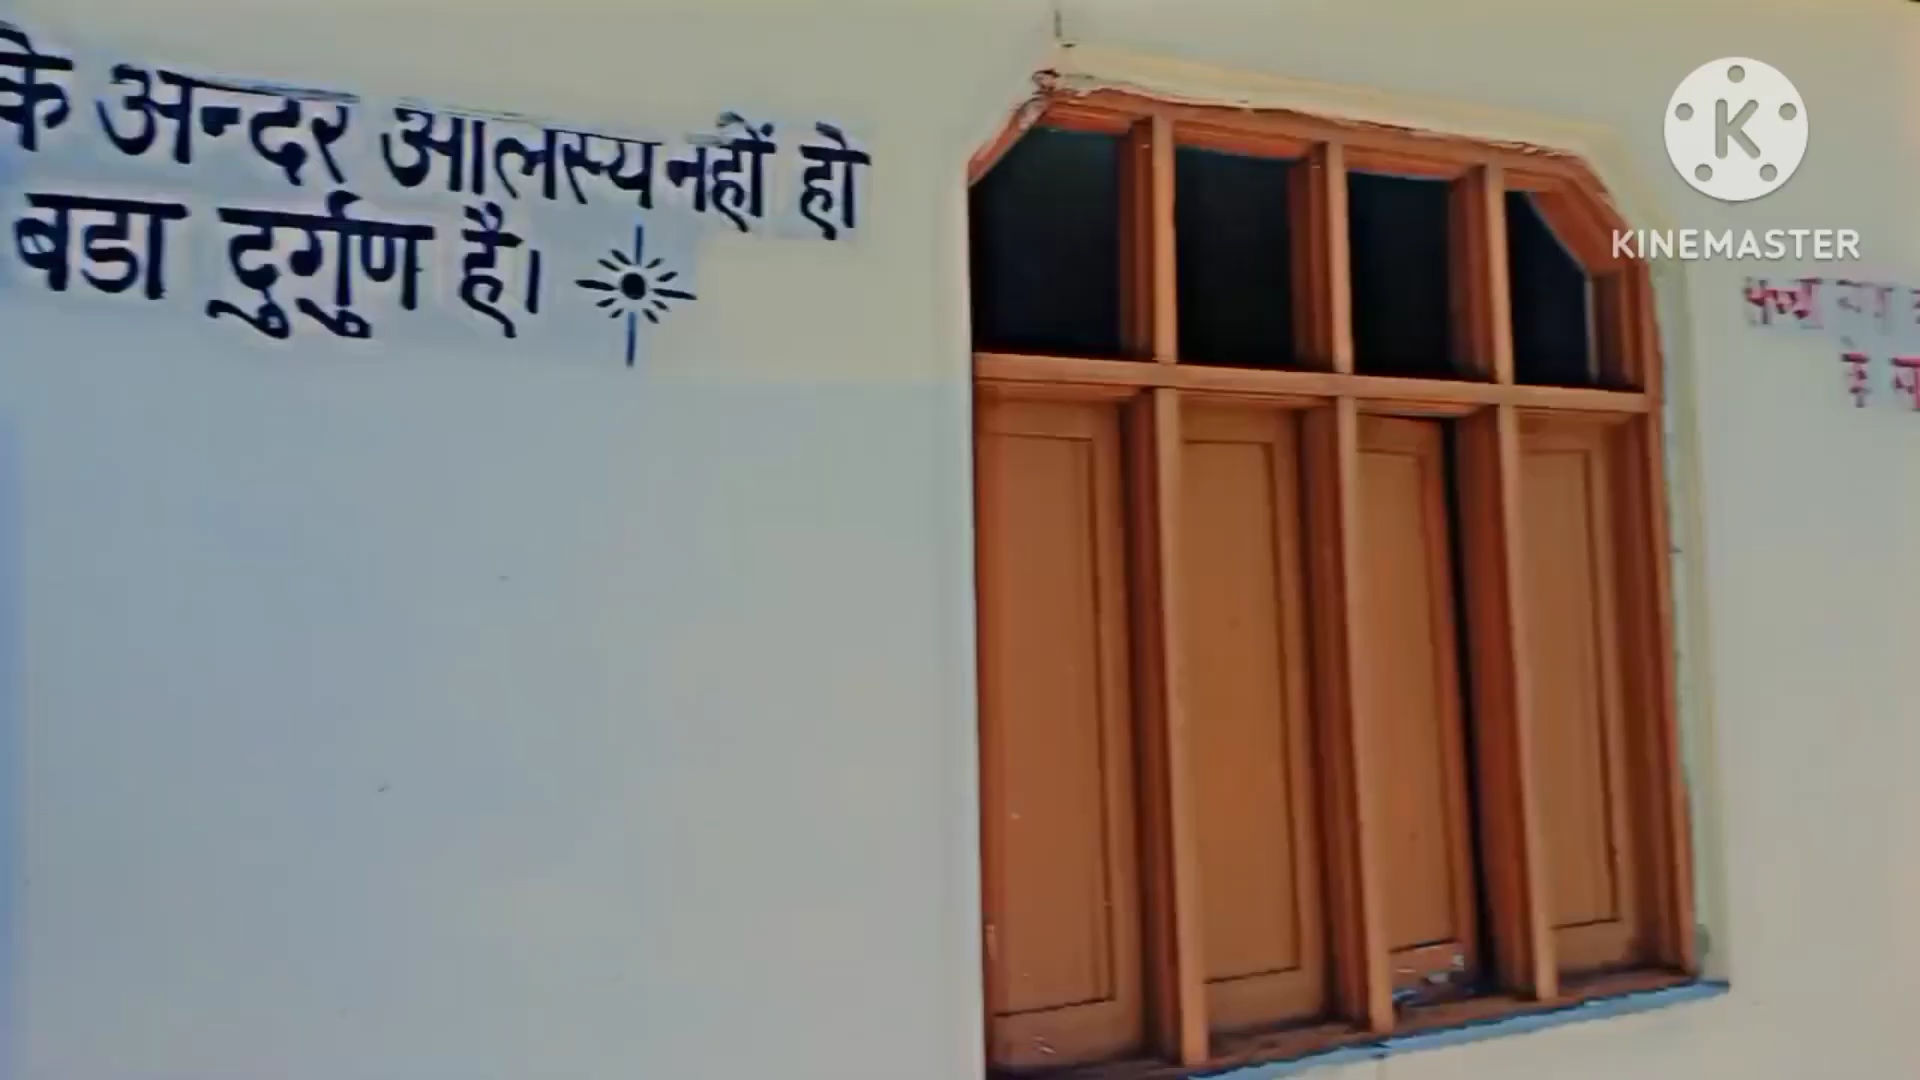 के अन्दर आलस्य नहीं हो
बडा दुर्गुण है।
KINEMASTER